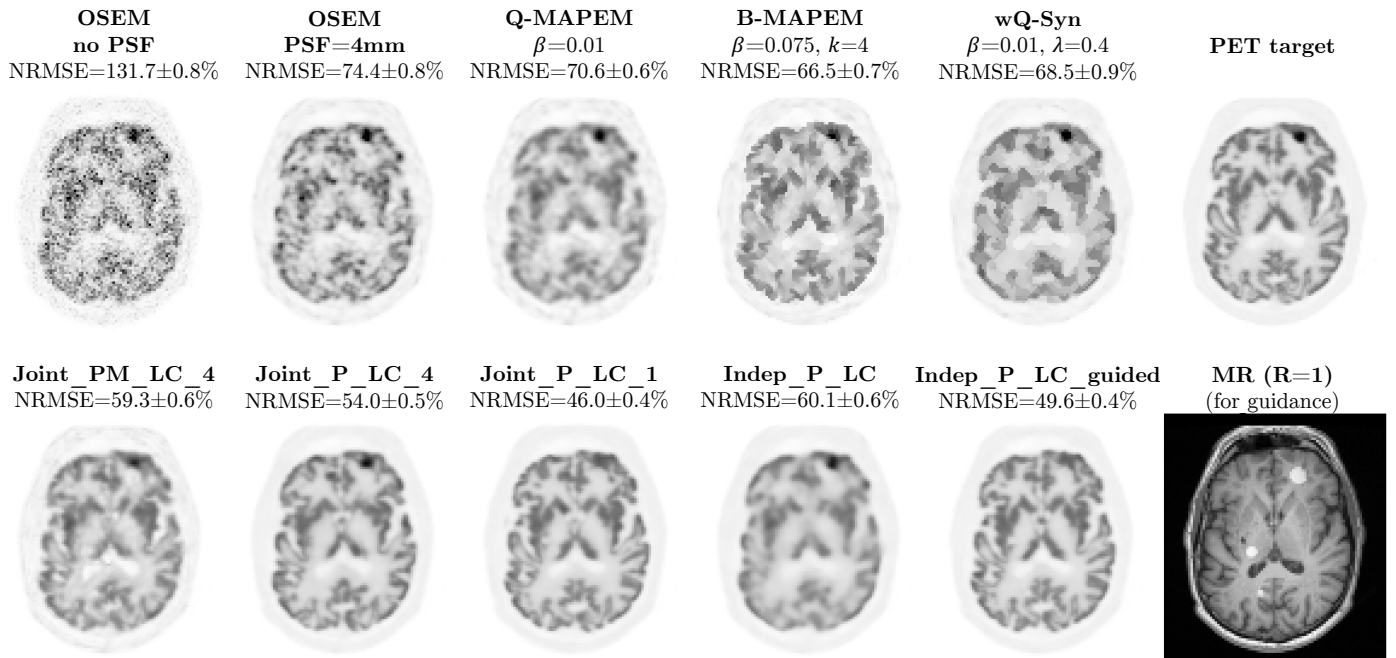 OSEM
no PSF
NRMSE=131.7±0.8%
OSEM
PSF=4mm
NRMSE=74.4±0.8%
Q-MAPEM
β=0.01
NRMSE=70.6±0.6%
B-MAPEM
β=0.075, k=4
NRMSE=66.5±0.7%
wQ-Syn
β=0.01, λ=0.4
NRMSE=68.5±0.9%
PET target
Joint_PM_LC_4
NRMSE=59.3±0.6%
Joint_P_LC_4
NRMSE=54.0±0.5%
Joint_P_LC_1
NRMSE=46.0±0.4%
Indep_P_LC
NRMSE=60.1±0.6%
Indep_P_LC_guided
NRMSE=49.6±0.4%
MR (R=1)
(for guidance)